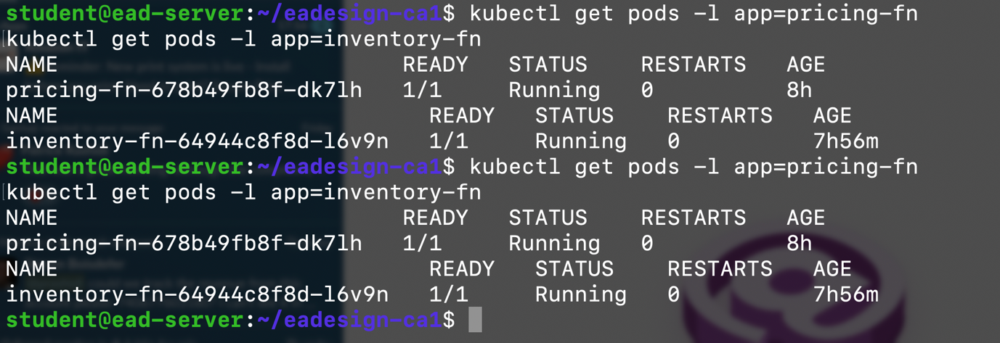 student@ead-server:~/eadesign-ca1$ kubectl get pods -l app=pricing-fn
kubectl get pods -l app=inventory-fn
NAME READY STATUS RESTARTS AGE
pricing-fn-678b49fb8f-dk7lh 1/1 Running 0 8h
NAME READY STATUS RESTARTS AGE
inventory-fn-64944c8f8d-l6v9n 1/1 Running 0 7h56m
student@ead-server:~/eadesign-ca1$ kubectl get pods -l app=pricing-fn
kubectl get pods -l app=inventory-fn
NAME READY STATUS RESTARTS AGE
pricing-fn-678b49fb8f-dk7lh 1/1 Running 0 8h
NAME READY STATUS RESTARTS AGE
inventory-fn-64944c8f8d-l6v9n 1/1 Running 0 7h56m
student@ead-server:~/eadesign-ca1$